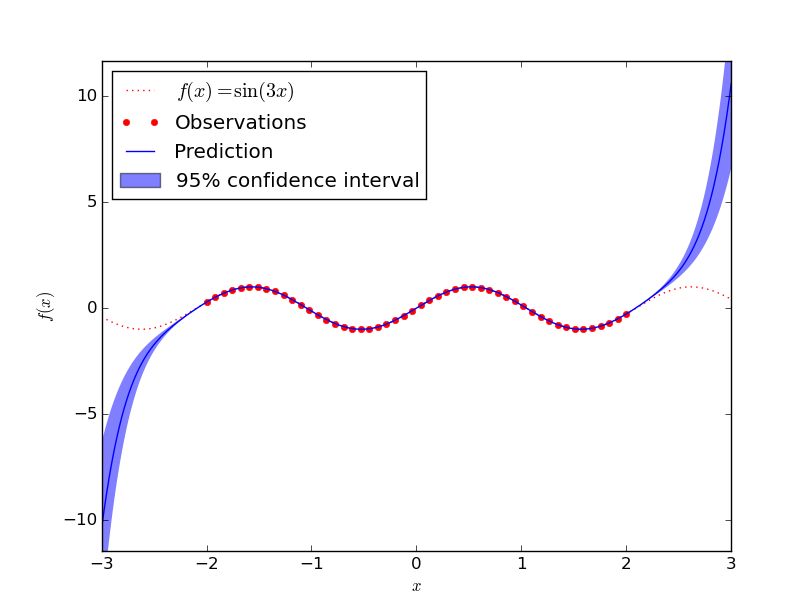 f(x) = sin(3x)
Observations
Prediction
95% confidence interval
10
5
0
−5
−10
f(x)
−3 −2 −1 0 1 2 3
x